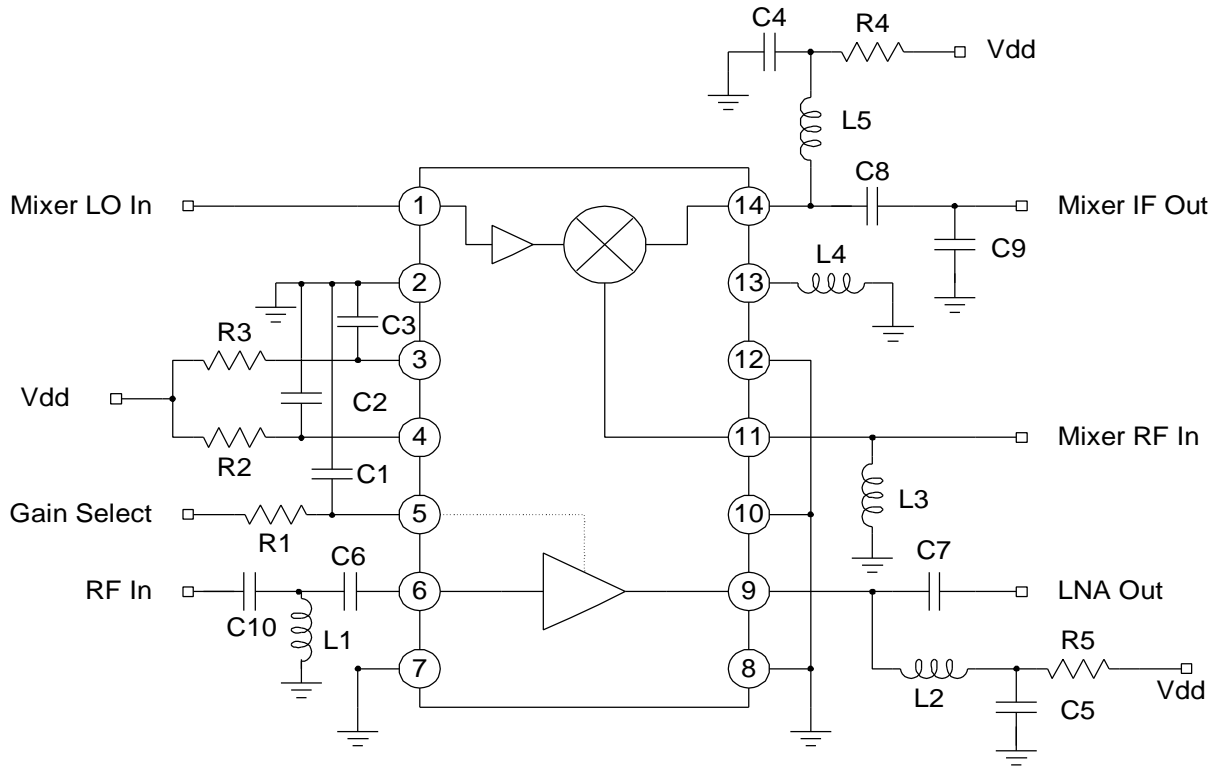 C4
R4
Vdd
L5
C8
Mixer LO In
1
14
Mixer IF Out
C9
L4
2
13
R3
C3
3
12
Vdd
C2
R2
4
11
Mixer RF In
C1
L3
Gain Select
R1
5
10
C7
C6
RF In
6
9
LNA Out
C10
L1
R5
7
8
L2
C5
Vdd